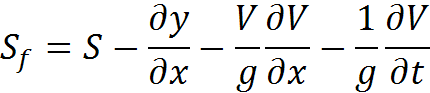 S_f = S − ∂y/∂x − V/g ∂V/∂x − 1/g ∂V/∂t